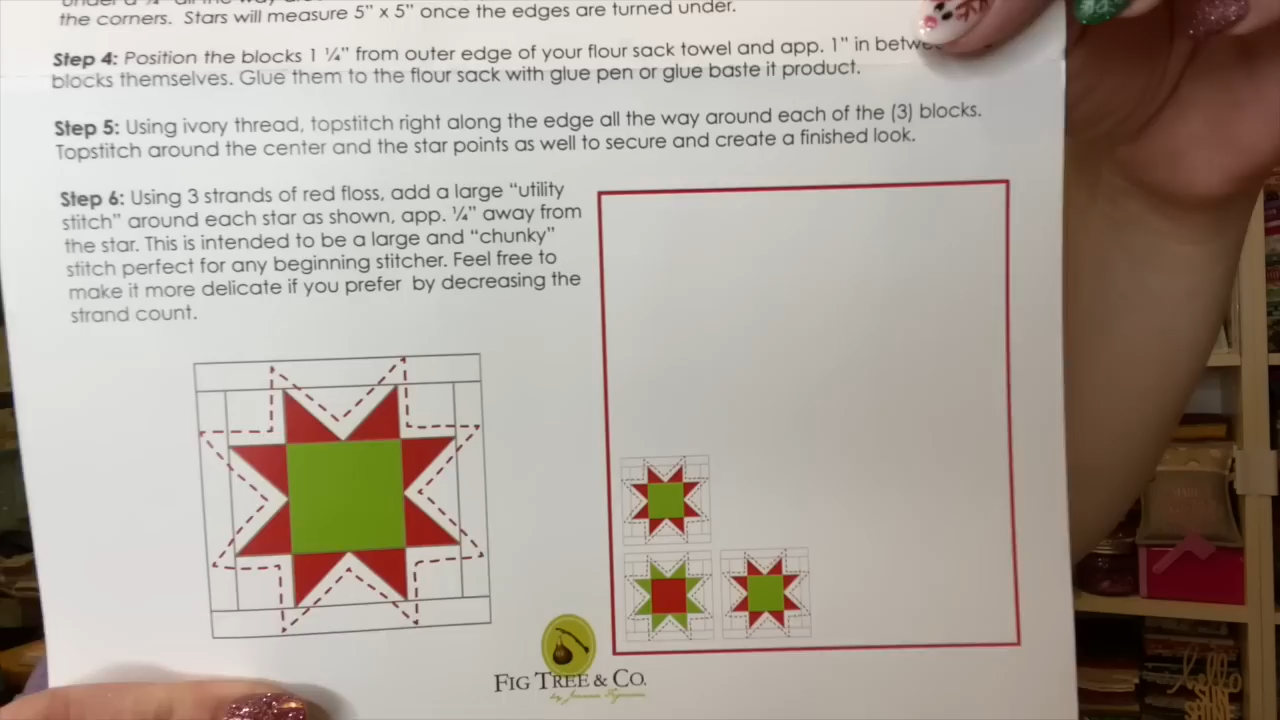 the corners. Stars will measure 5" x 5" once the edges are turned under.
Step 4: Position the blocks 1 ¼" from outer edge of your flour sack towel and app. 1" in
blocks themselves. Glue them to the flour sack with glue pen or glue baste it product.
Step 5: Using ivory thread, topstitch right along the edge all the way around each of the (3) blocks.
Topstitch around the center and the star points as well to secure and create a finished look.
Step 6: Using 3 strands of red floss, add a large "utility
stitch" around each star as shown, app. ¼" away from
the star. This is intended to be a large and "chunky"
stitch perfect for any beginning stitcher. Feel free to
make it more delicate if you prefer by decreasing the
strand count.
FIG TREE & CO.
hello